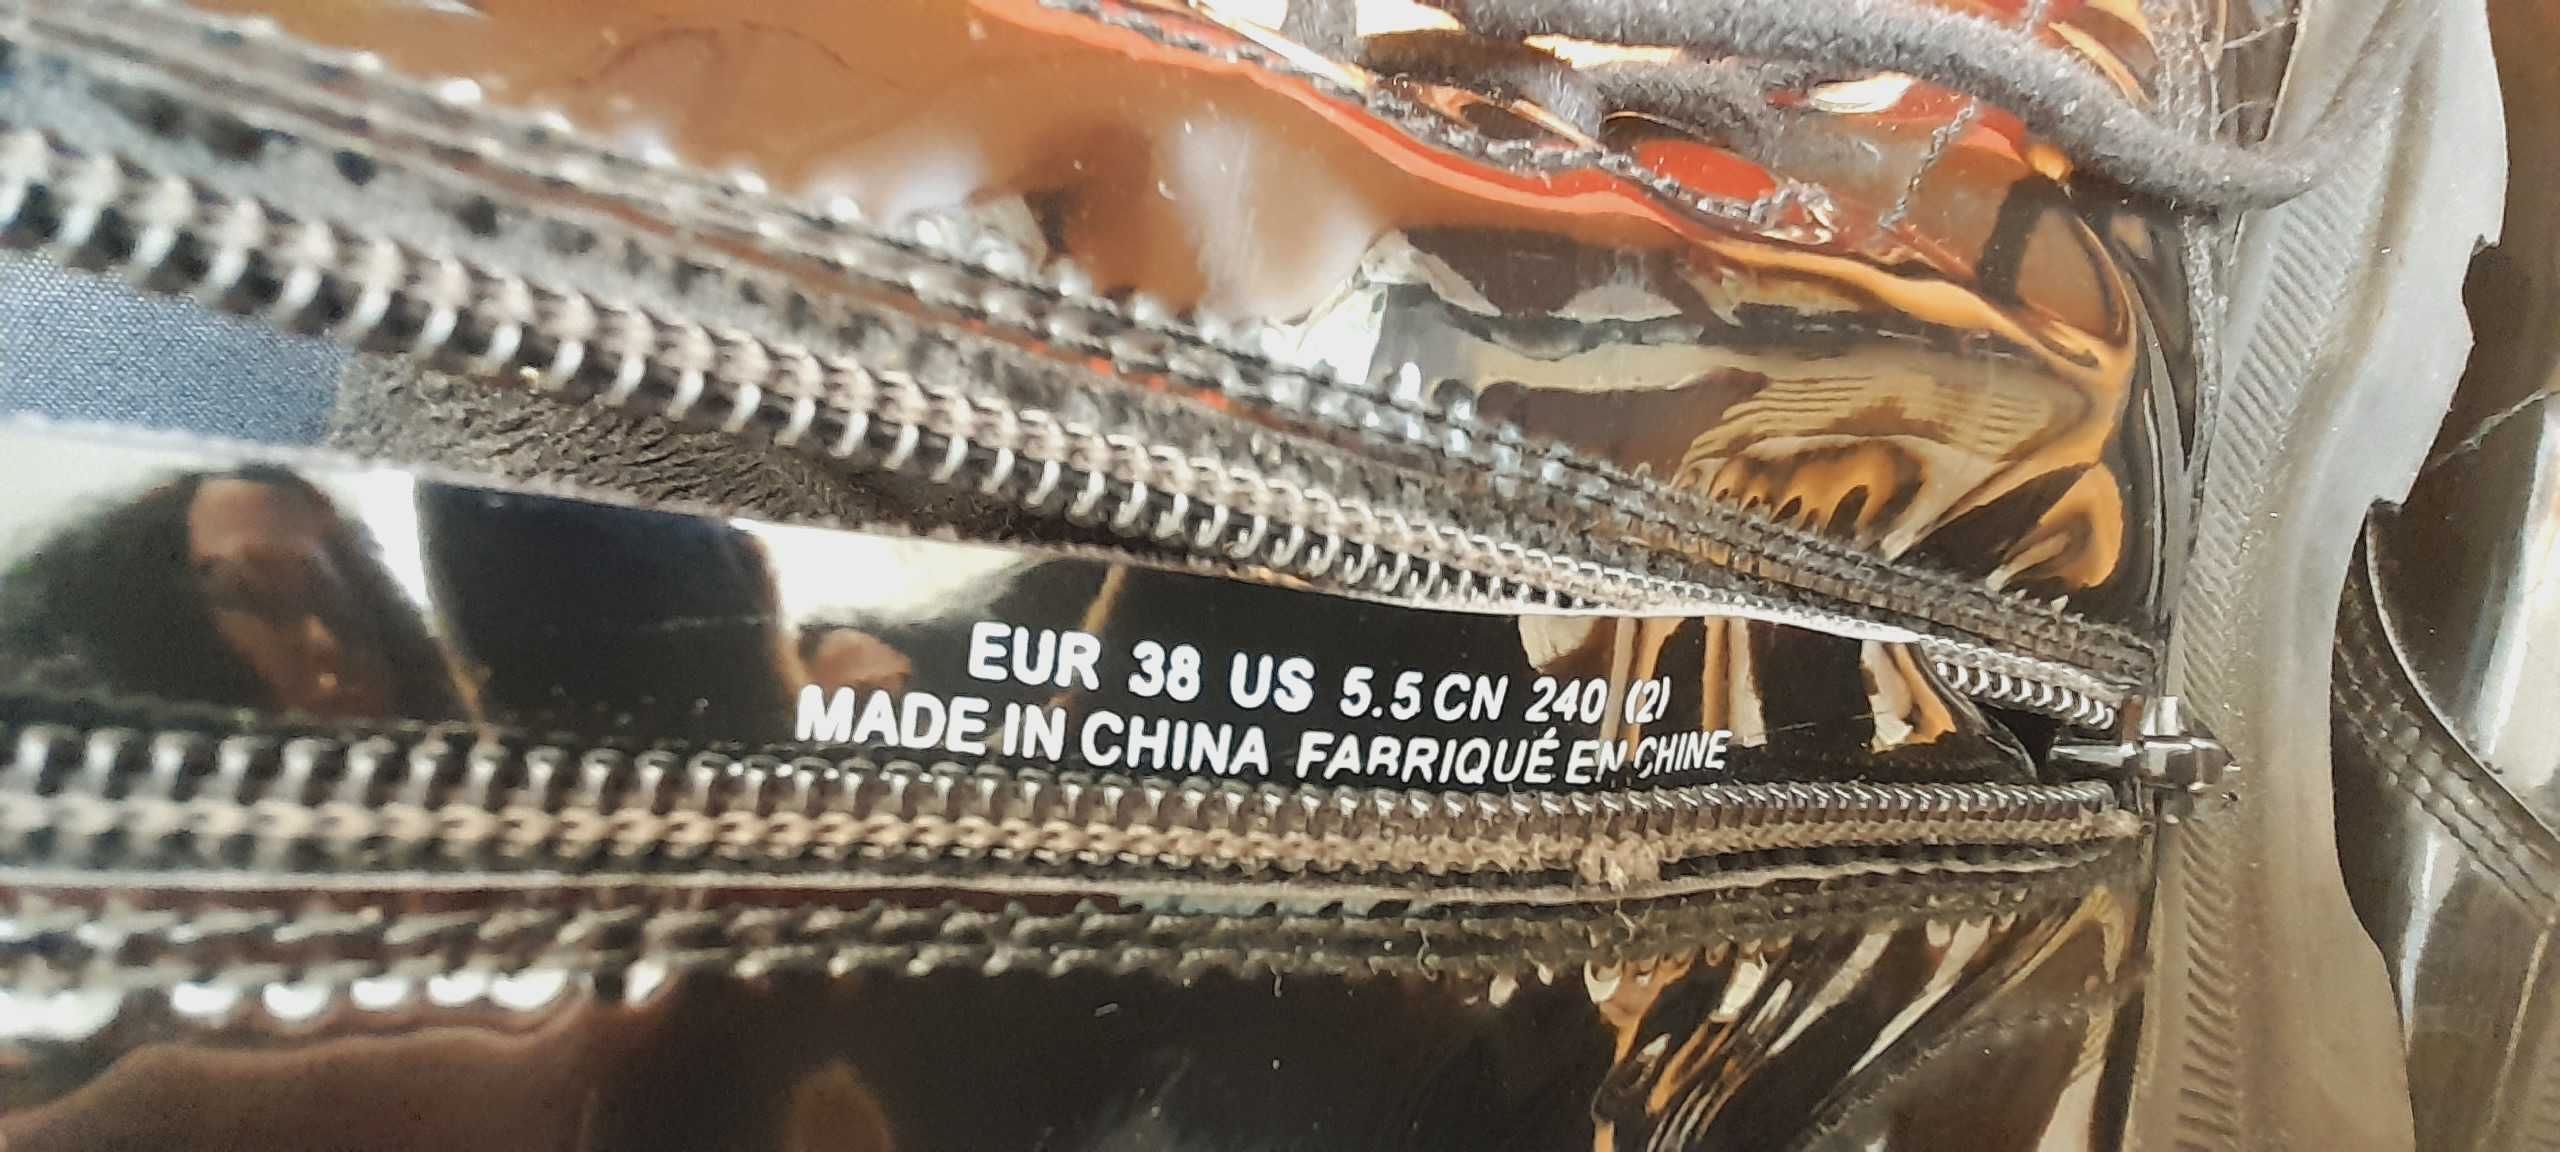 EUR 38 US 5.5 CN 240 (2)
MADE IN CHINA FABRIQUÉ EN CHINE